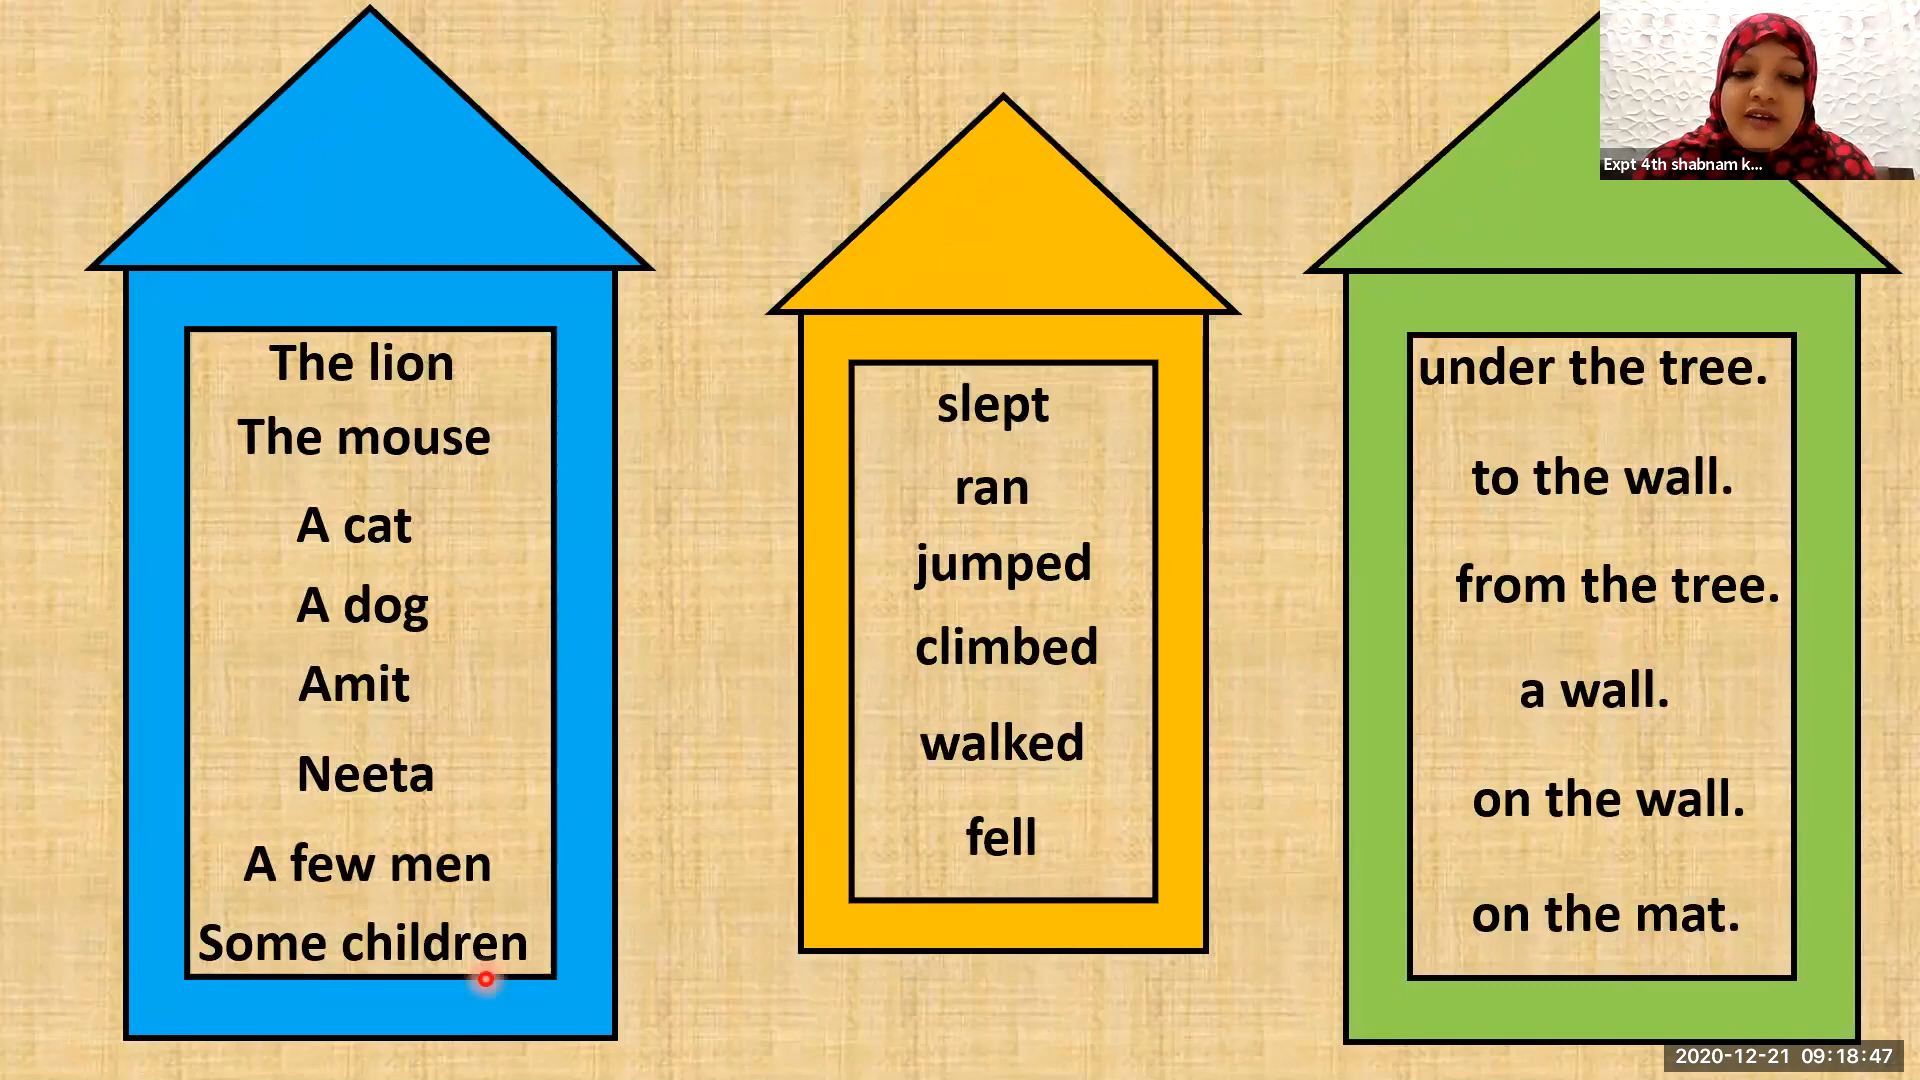 The lion
The mouse
A cat
A dog
Amit
Neeta
A few men
Some children
slept
ran
jumped
climbed
walked
fell
under the tree.
to the wall.
from the tree.
a wall.
on the wall.
on the mat.
Expt 4th shabnam k...
2020-12-21 09:18:47